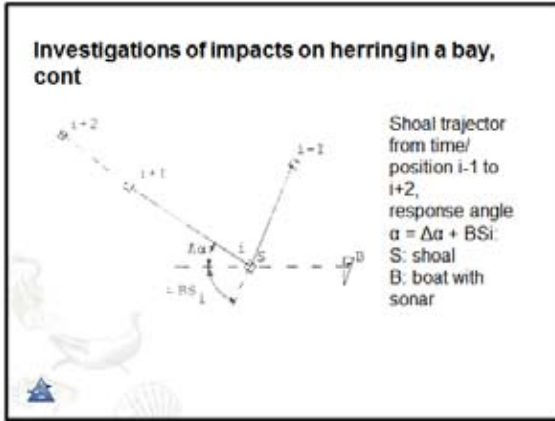 Investigations of impacts on herring in a bay,
cont
Shoal trajector
from time/
position i-1 to
i+2,
response angle
α = Δα + BSi:
S: shoal
B: boat with
sonar
i+2
i-1
i+1
Δα
i
S
B
BS i